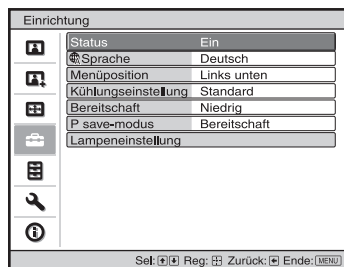 Einrichtung
Status Ein
Sprache Deutsch
Menüposition Links unten
Kühlungseinstellung Standard
Bereitschaft Niedrig
P save-modus Bereitschaft
Lampeneinstellung
Sel: Reg: Zurück: Ende: MENU